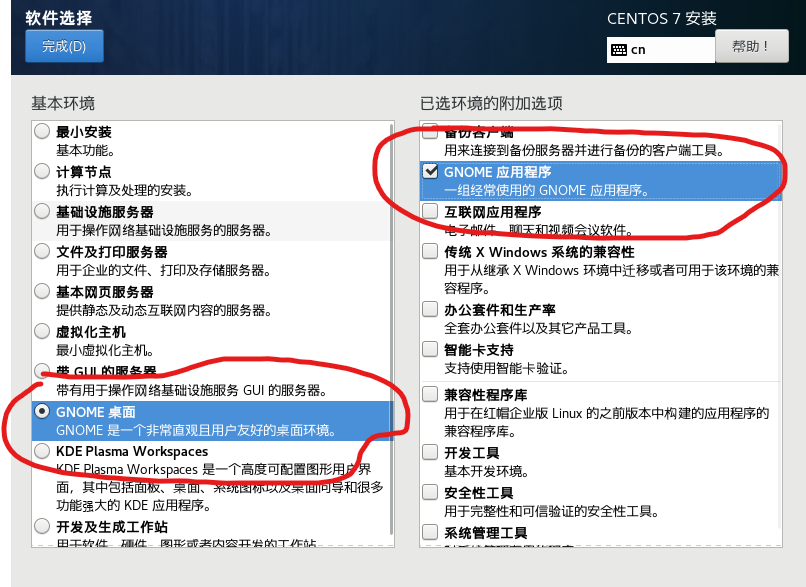 软件选择
CENTOS 7 安装
完成(D)
cn
帮助！
基本环境
已选环境的附加选项
最小安装
基本功能。
计算节点
执行计算及处理的安装。
基础设施服务器
用于操作网络基础设施服务的服务器。
文件及打印服务器
用于企业的文件、打印及存储服务器。
基本网页服务器
提供静态及动态互联网内容的服务器。
虚拟化主机
最小虚拟化主机。
带 GUI 的服务器
带有用于操作网络基础设施服务 GUI 的服务器。
GNOME 桌面
GNOME 是一个非常直观且用户友好的桌面环境。
KDE Plasma Workspaces
KDE Plasma Workspaces 是一个高度可配置图形用户界
面，其中包括面板、桌面、系统图标以及桌面向导和很多
功能强大的 KDE 应用程序。
开发及生成工作站
用于软件、硬件、图形或者内容开发的工作站
备份客户端
用来连接到备份服务器并进行备份的客户端工具。
GNOME 应用程序
一组经常使用的 GNOME 应用程序。
互联网应用程序
电子邮件、聊天和视频会议软件。
传统 X Windows 系统的兼容性
用于从继承 X Windows 环境中迁移或者可用于该环境的兼
容程序。
办公套件和生产率
全套办公套件以及其它产品工具。
智能卡支持
支持使用智能卡验证。
兼容性程序库
用于在红帽企业版 Linux 的之前版本中构建的应用程序的
兼容程序库。
开发工具
基本开发环境。
安全性工具
用于完整性和可信验证的安全性工具。
系统管理工具